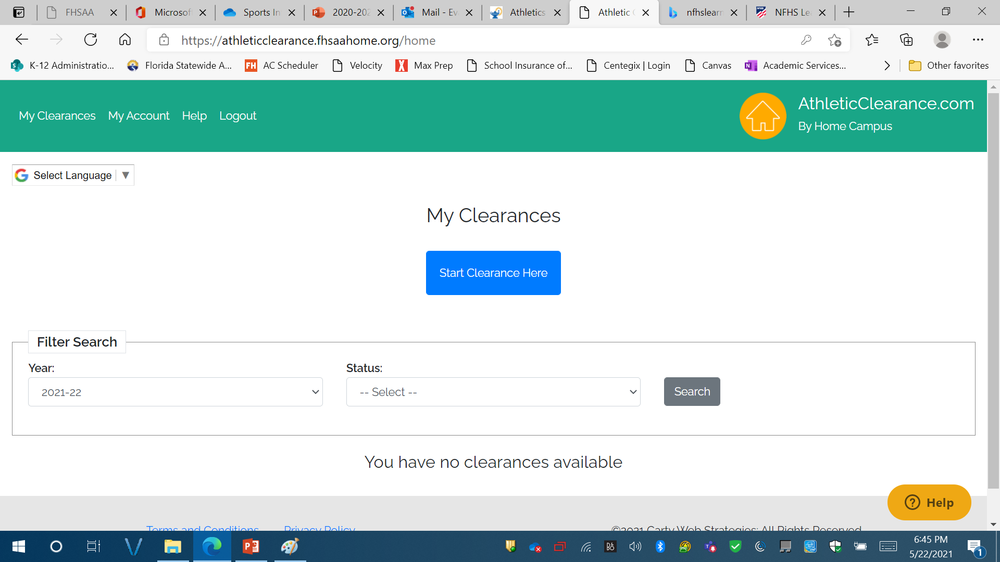 FHSAA
Microsof
Sports In
2020-202
Mail - Ev
Athletics
Athletic
nfhslearn
NFHS Le
https://athleticclearance.fhsaahome.org/home
K-12 Administratio...
Florida Statewide A...
FH AC Scheduler
Velocity
Max Prep
School Insurance of...
Centegix | Login
Canvas
Academic Services...
Other favorites
My Clearances My Account Help Logout
AthleticClearance.com
By Home Campus
Select Language ▼
My Clearances
Start Clearance Here
Filter Search
Year: Status:
2021-22 -- Select -- Search
You have no clearances available
Help
Terms and Conditions Privacy Policy ©2021 Carty Web Strategies: All Rights Reserved
6:45 PM
5/22/2021
1